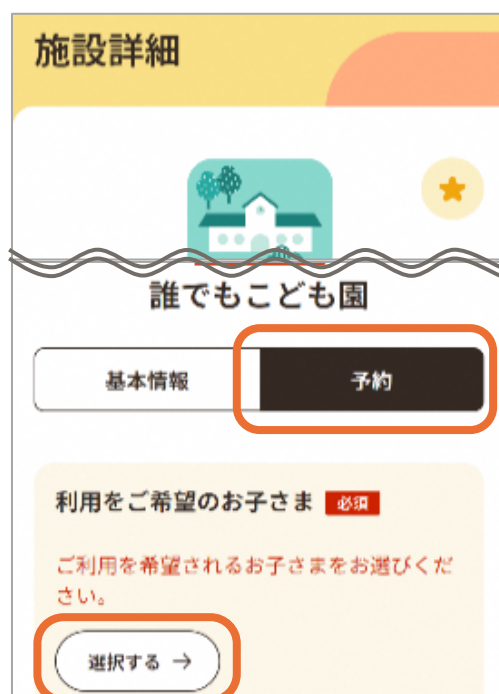 施設詳細
誰でもこども園
基本情報 予約
利用をご希望のお子さま 必須
ご利用を希望されるお子さまをお選びくだ
さい。
選択する →